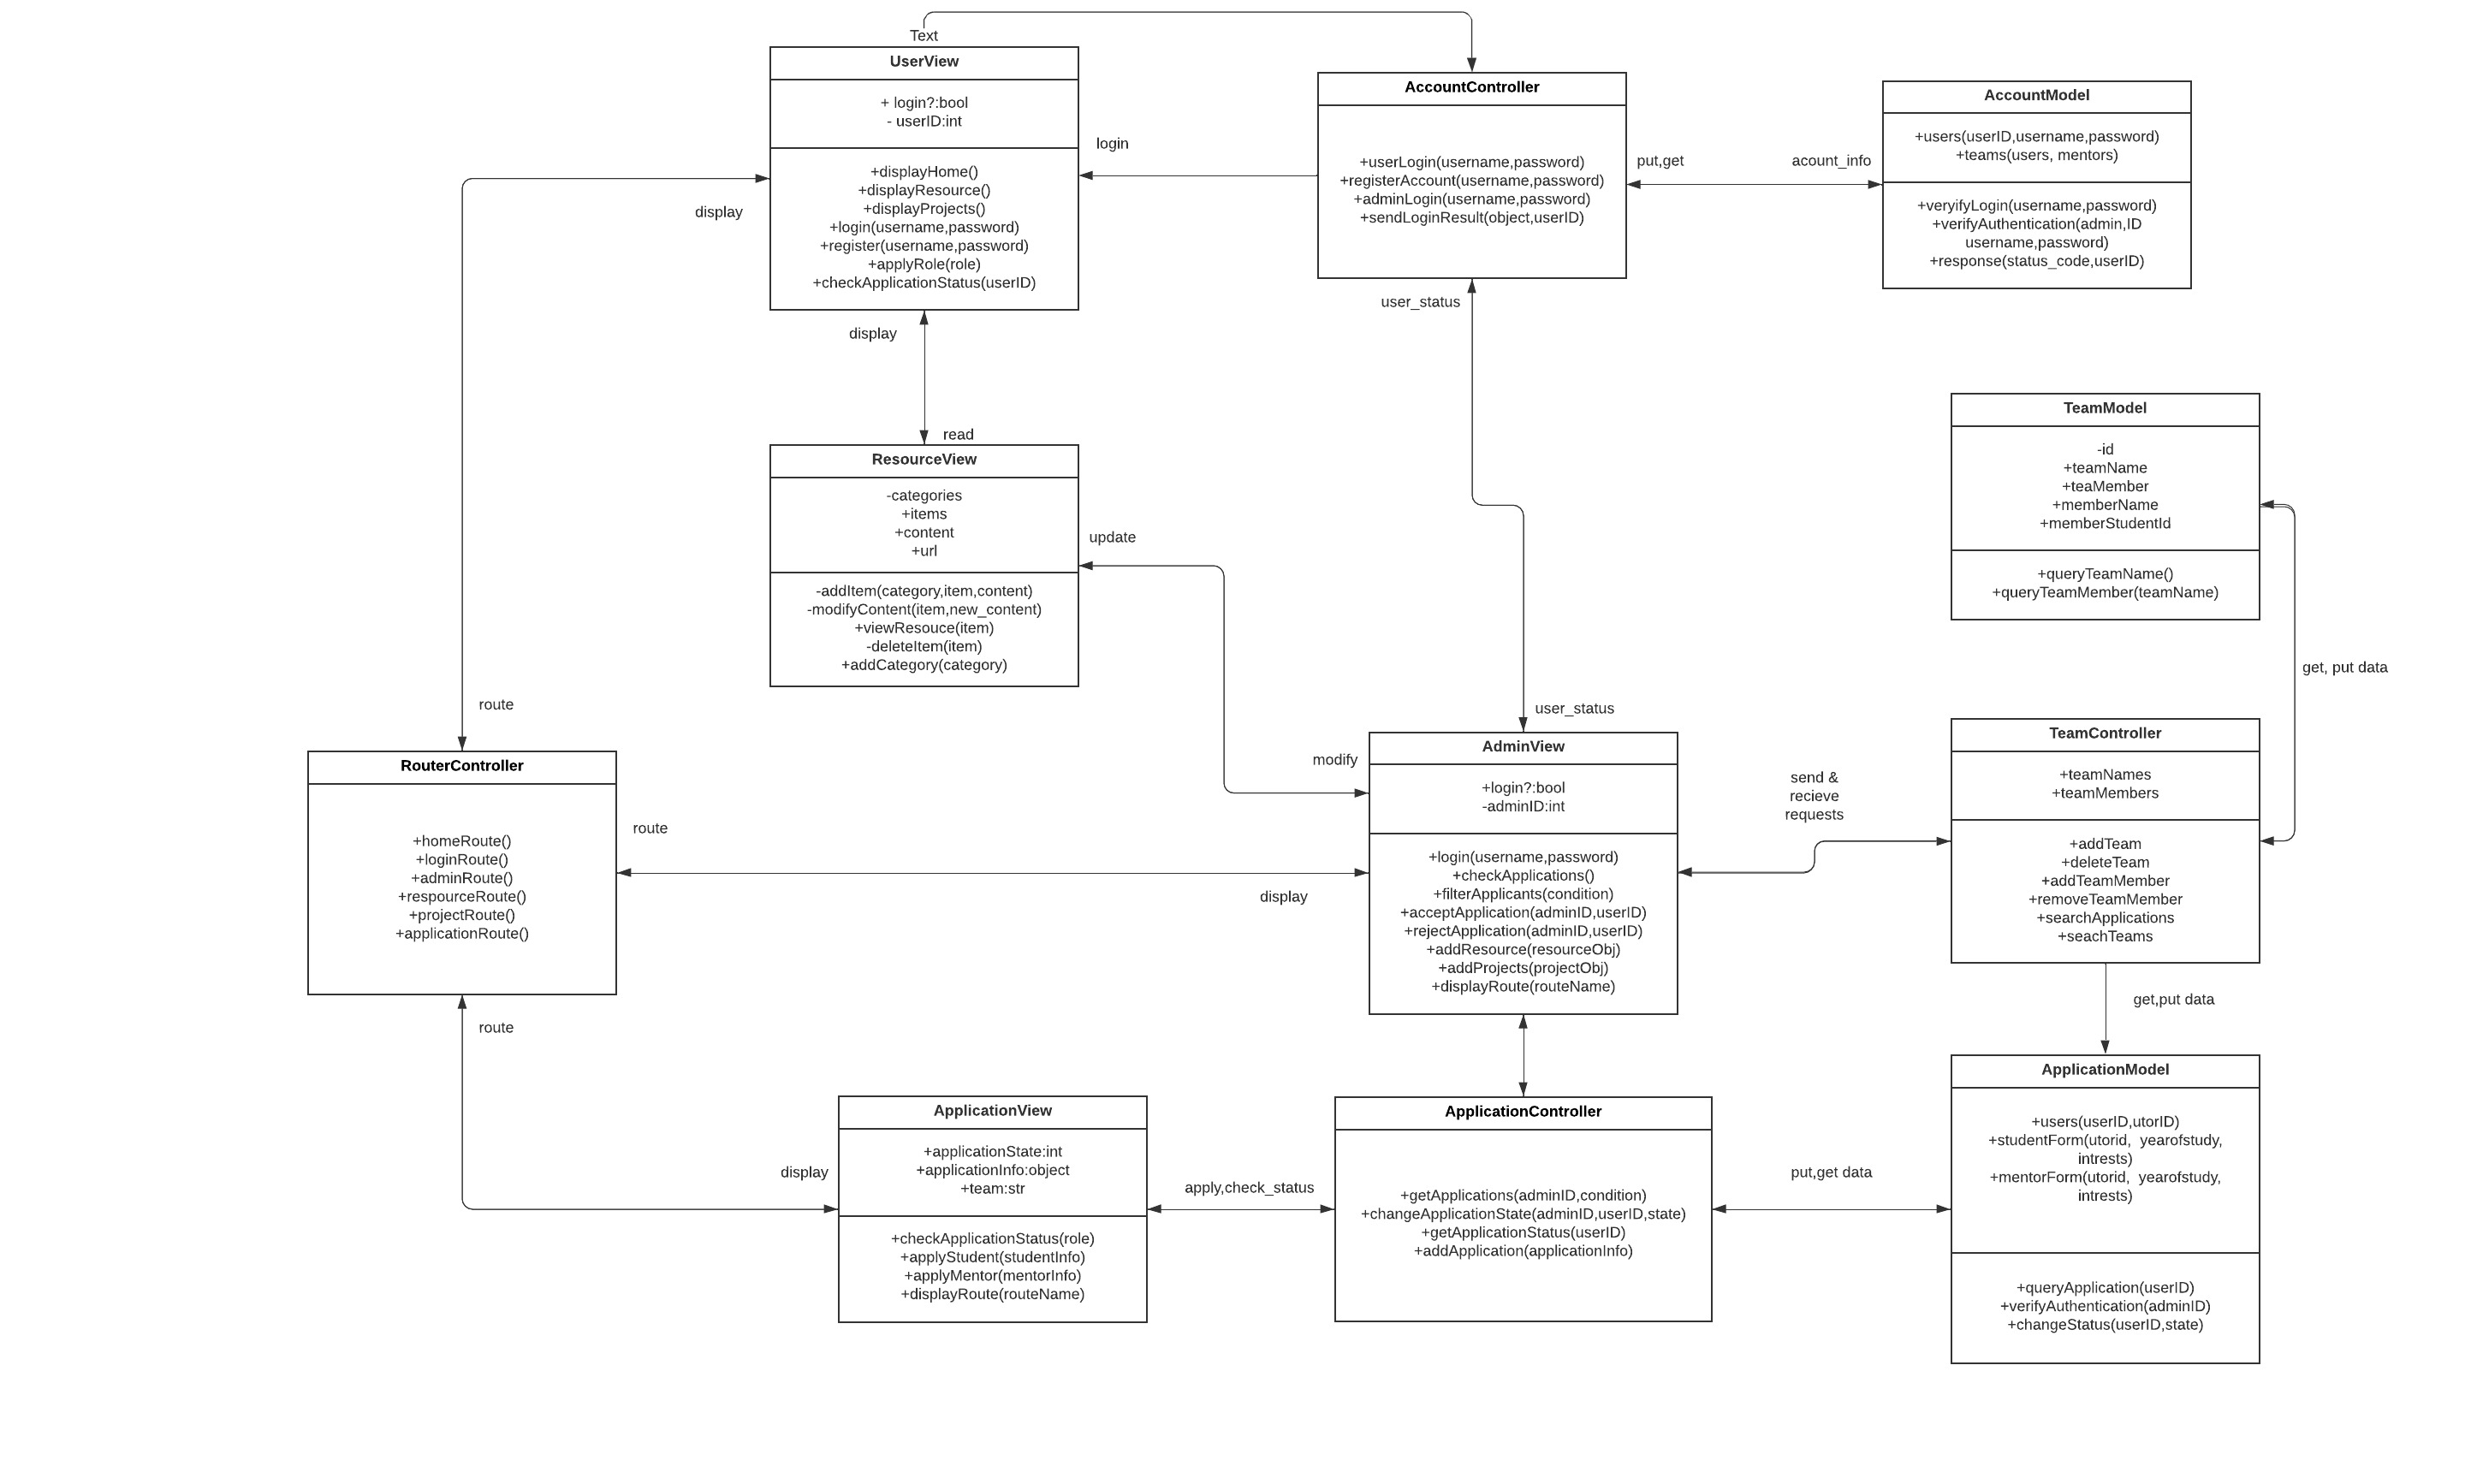 Text
UserView
+ login?:bool
- userID:int
+displayHome()
+displayResource()
+displayProjects()
+login(username,password)
+register(username,password)
+applyRole(role)
+checkApplicationStatus(userID)
login
AccountController
+userLogin(username,password)
+registerAccount(username,password)
+adminLogin(username,password)
+sendLoginResult(object,userID)
put,get
acount_info
AccountModel
+users(userID,username,password)
+teams(users, mentors)
+veryifyLogin(username,password)
+verifyAuthentication(admin,ID
username,password)
+response(status_code,userID)
display
user_status
display
read
ResourceView
-categories
+items
+content
+url
-addItem(category,item,content)
-modifyContent(item,new_content)
+viewResouce(item)
-deleteItem(item)
+addCategory(category)
update
TeamModel
-id
+teamName
+teaMember
+memberName
+memberStudentId
+queryTeamName()
+queryTeamMember(teamName)
get, put data
route
user_status
modify
RouterController
+homeRoute()
+loginRoute()
+adminRoute()
+respourceRoute()
+projectRoute()
+applicationRoute()
route
display
AdminView
+login?:bool
-adminID:int
+login(username,password)
+checkApplications()
+filterApplicants(condition)
+acceptApplication(adminID,userID)
+rejectApplication(adminID,userID)
+addResource(resourceObj)
+addProjects(projectObj)
+displayRoute(routeName)
send &
recieve
requests
TeamController
+teamNames
+teamMembers
+addTeam
+deleteTeam
+addTeamMember
+removeTeamMember
+searchApplications
+seachTeams
get,put data
route
display
ApplicationView
+applicationState:int
+applicationInfo:object
+team:str
+checkApplicationStatus(role)
+applyStudent(studentInfo)
+applyMentor(mentorInfo)
+displayRoute(routeName)
apply,check_status
ApplicationController
+getApplications(adminID,condition)
+changeApplicationState(adminID,userID,state)
+getApplicationStatus(userID)
+addApplication(applicationInfo)
put,get data
ApplicationModel
+users(userID,utorID)
+studentForm(utorid,  yearofstudy,
intrests)
+mentorForm(utorid,  yearofstudy,
intrests)
+queryApplication(userID)
+verifyAuthentication(adminID)
+changeStatus(userID,state)